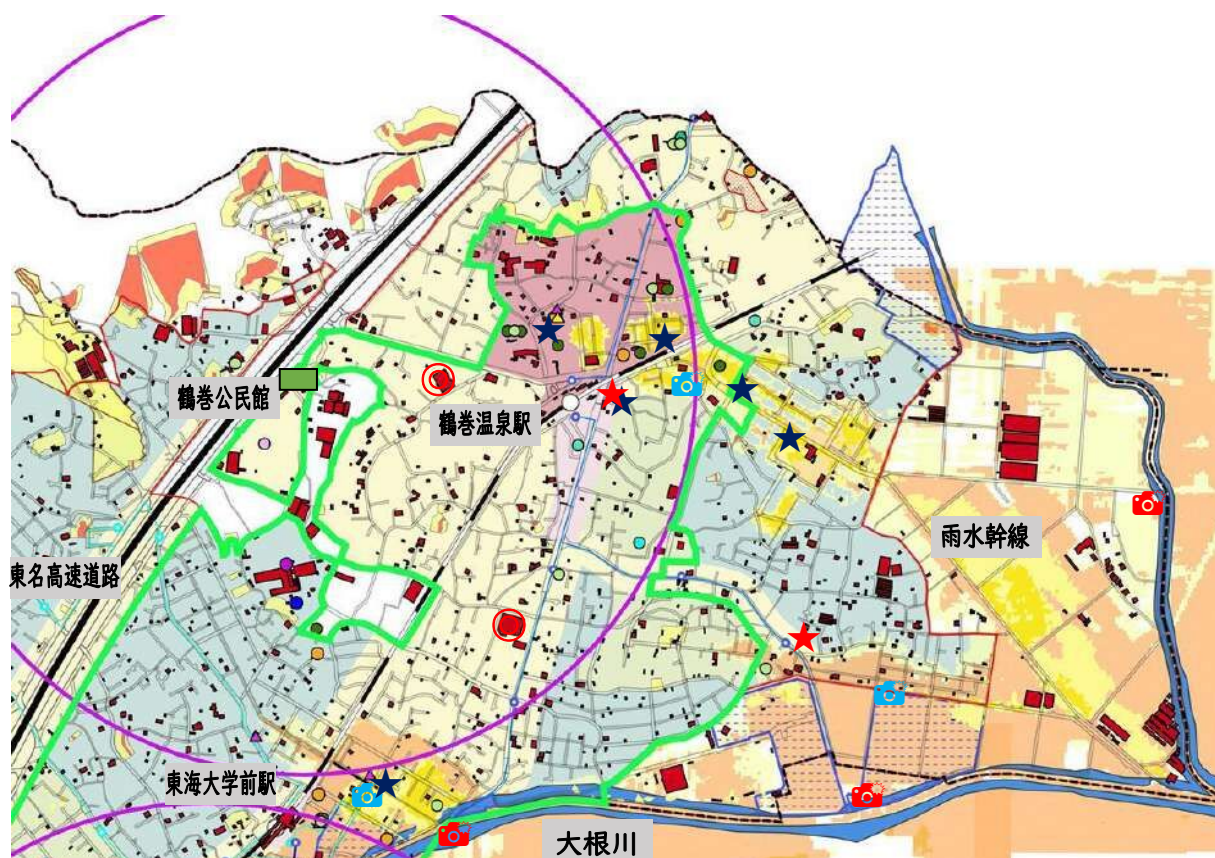 鶴巻公民館
鶴巻温泉駅
雨水幹線
東名高速道路
東海大学前駅
大根川